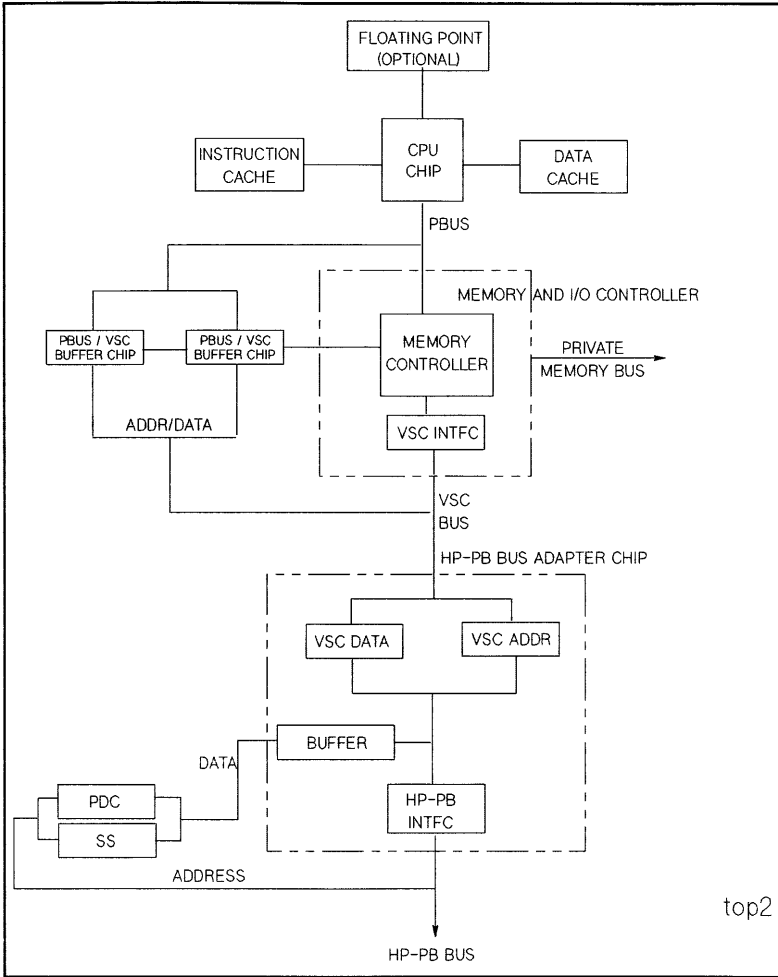 FLOATING POINT
(OPTIONAL)
INSTRUCTION
CACHE
CPU
CHIP
DATA
CACHE
PBUS
MEMORY AND I/O CONTROLLER
PBUS / VSC
BUFFER CHIP
PBUS / VSC
BUFFER CHIP
MEMORY
CONTROLLER
PRIVATE
MEMORY BUS
ADDR/DATA
VSC INTFC
VSC
BUS
HP-PB BUS ADAPTER CHIP
VSC DATA
VSC ADDR
BUFFER
DATA
PDC
SS
HP-PB
INTFC
ADDRESS
top2
HP-PB BUS